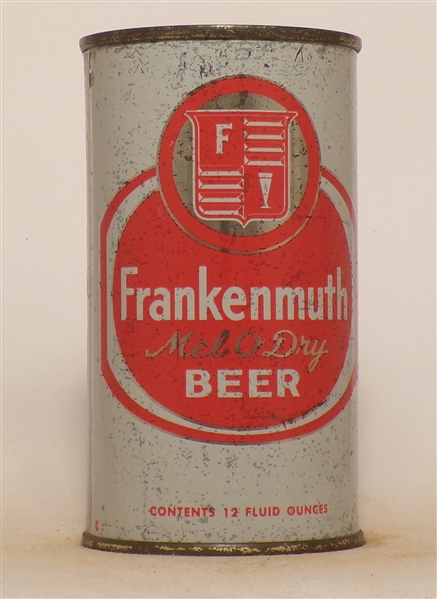 F
Frankenmuth
Mel O Dry
BEER
CONTENTS 12 FLUID OUNCES